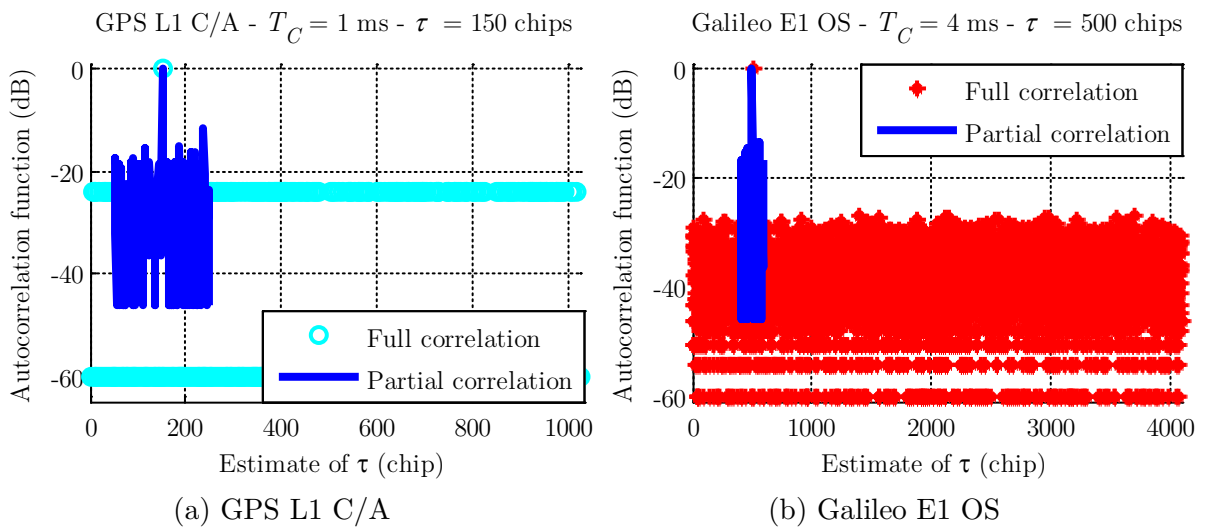 GPS L1 C/A - T_C = 1 ms - τ = 150 chips
Autocorrelation function (dB)
0
-20
-40
-60
Full correlation
Partial correlation
0
200
400
600
800
1000
Estimate of τ (chip)
(a) GPS L1 C/A
Galileo E1 OS - T_C = 4 ms - τ = 500 chips
Autocorrelation function (dB)
0
-20
-40
-60
Full correlation
Partial correlation
0
1000
2000
3000
4000
Estimate of τ (chip)
(b) Galileo E1 OS